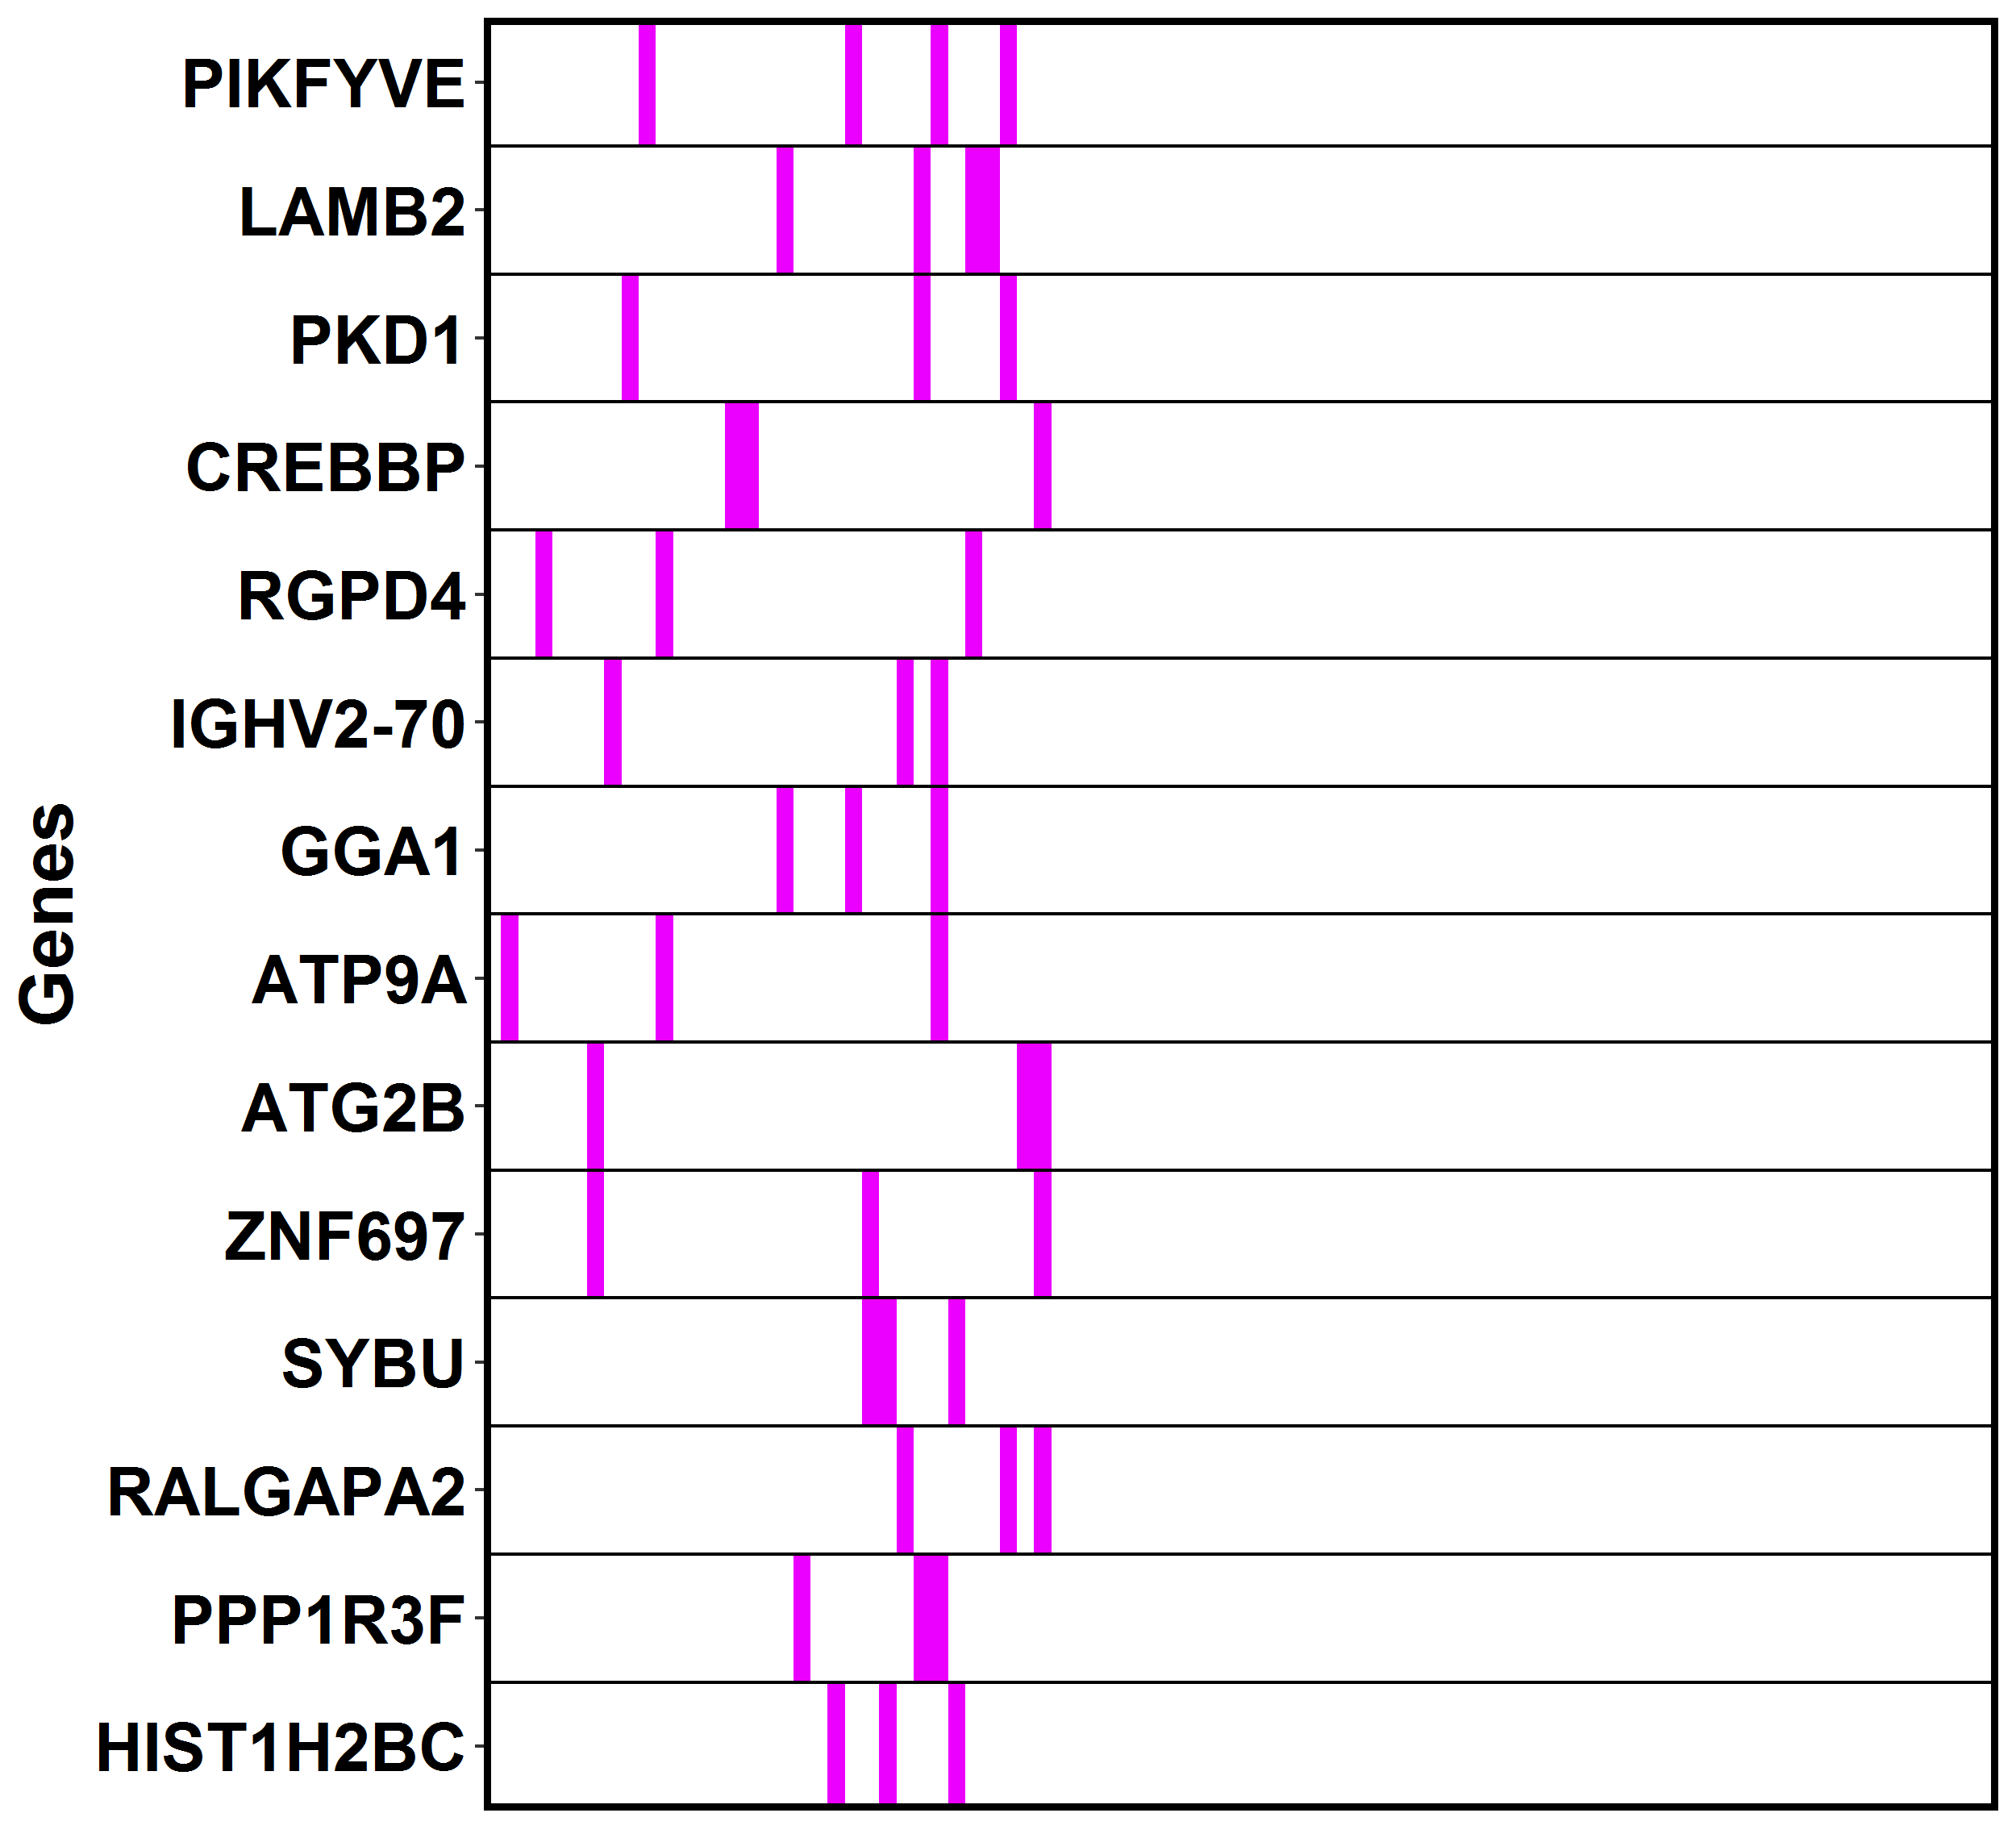 PIKFYVE
LAMB2
PKD1
CREBBP
RGPD4
IGHV2-70
GGA1
ATP9A
ATG2B
ZNF697
SYBU
RALGAPA2
PPP1R3F
HIST1H2BC
Genes